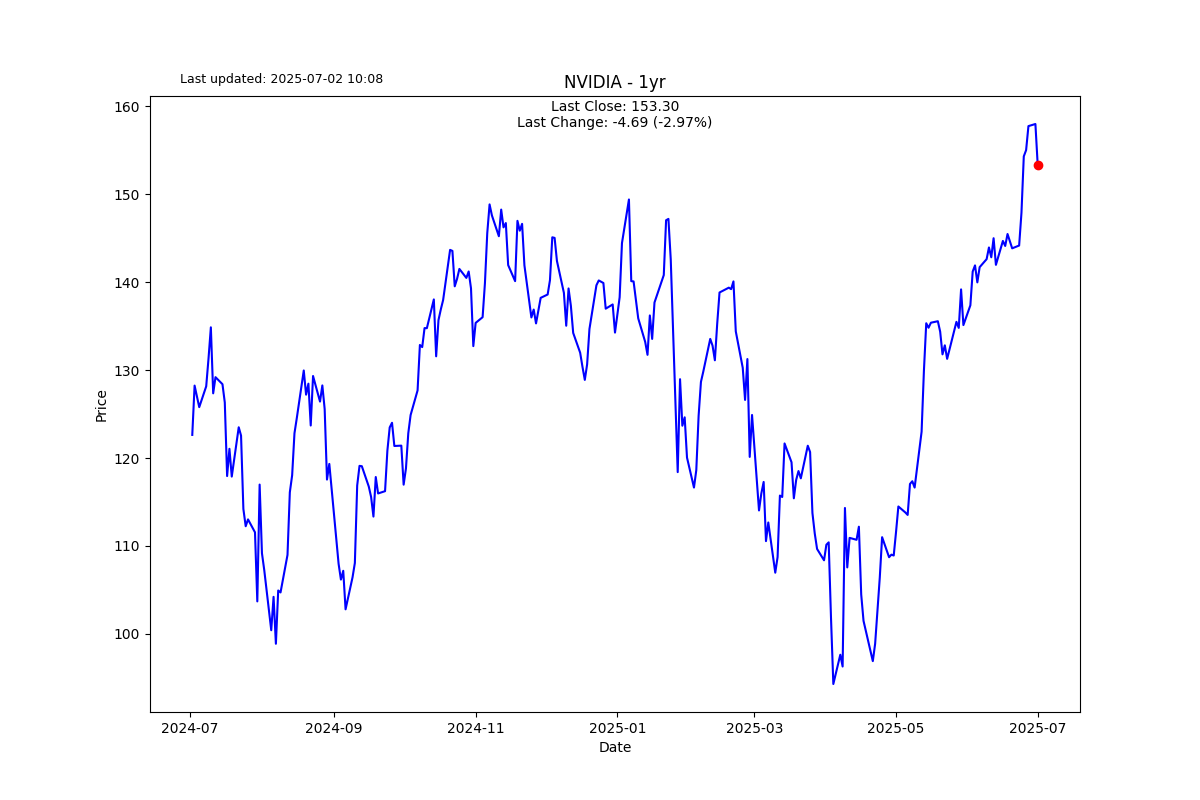 Last updated: 2025-07-02 10:08
NVIDIA - 1yr
Last Close: 153.30
Last Change: -4.69 (-2.97%)
160
150
140
130
120
110
100
Price
2024-07
2024-09
2024-11
2025-01
2025-03
2025-05
2025-07
Date